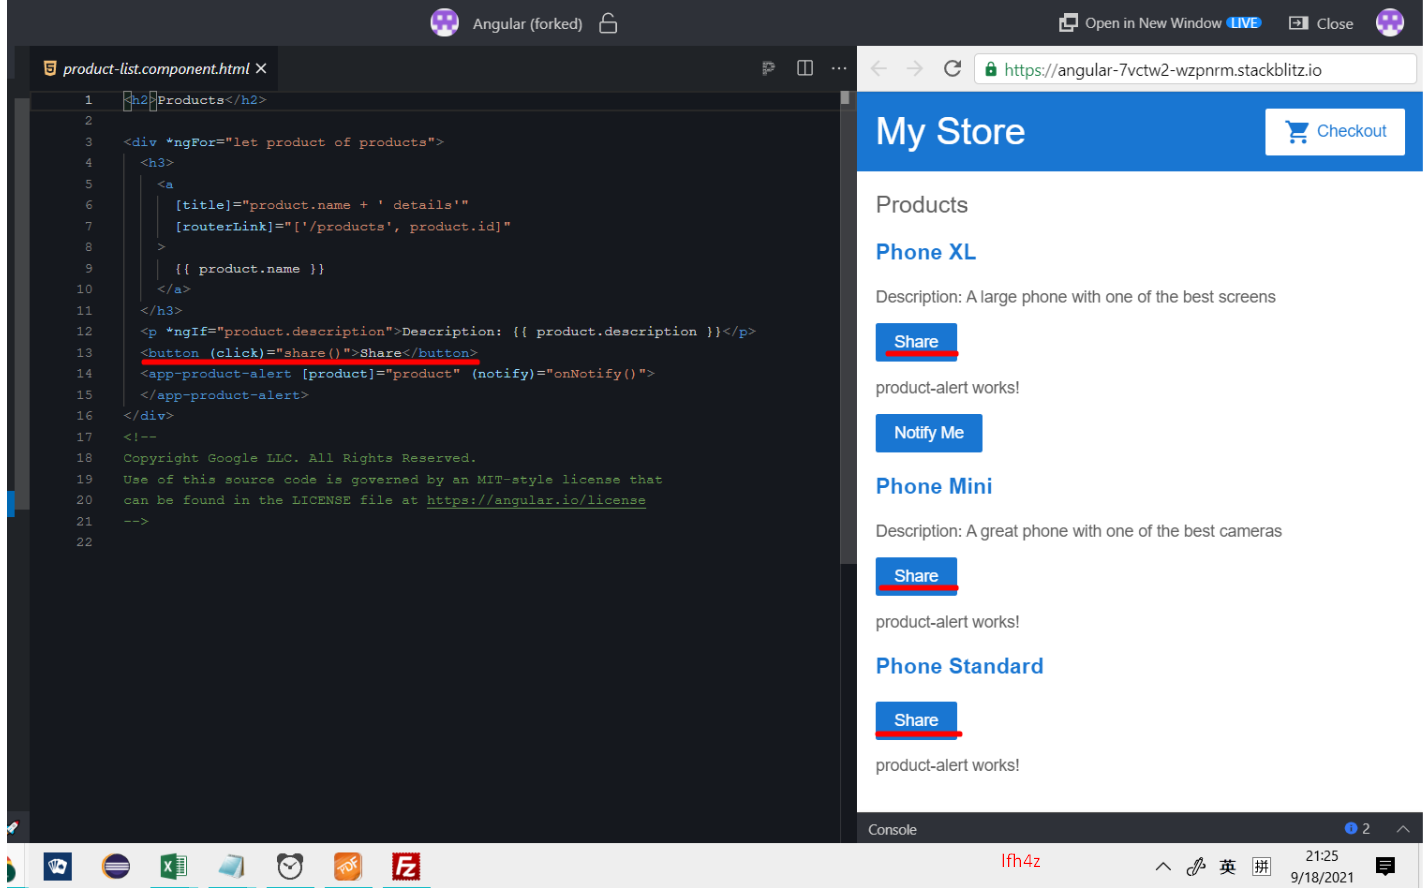 Angular (forked)
Open in New Window LIVE
Close
product-list.component.html
https://angular-7vctw2-wzpnrm.stackblitz.io
1 <h2>Products</h2>
2
3 <div *ngFor="let product of products">
4 <h3>
5 <a
6 [title]="product.name + ' details'"
7 [routerLink]="['/products', product.id]"
8 >
9 {{ product.name }}
10 </a>
11 </h3>
12 <p *ngIf="product.description">Description: {{ product.description }}</p>
13 <button (click)="share()">Share</button>
14 <app-product-alert [product]="product" (notify)="onNotify()">
15 </app-product-alert>
16 </div>
17 <!--
18 Copyright Google LLC. All Rights Reserved.
19 Use of this source code is governed by an MIT-style license that
20 can be found in the LICENSE file at https://angular.io/license
21 -->
22
My Store
Checkout
Products
Phone XL
Description: A large phone with one of the best screens
Share
product-alert works!
Notify Me
Phone Mini
Description: A great phone with one of the best cameras
Share
product-alert works!
Phone Standard
Share
product-alert works!
Console
2
TDF
Fz
lfh4z
英
拼
21:25
9/18/2021